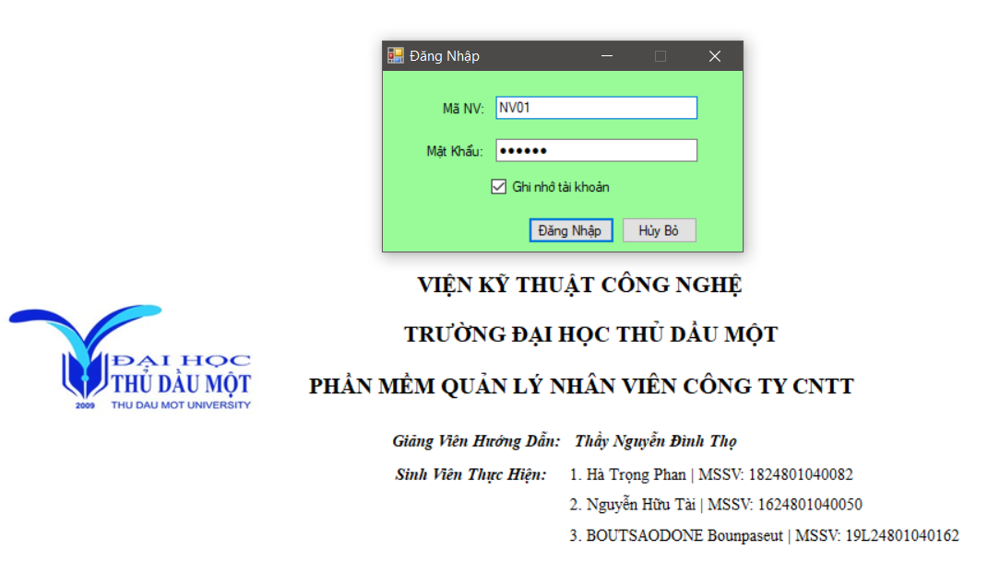 Đăng Nhập
Mã NV: NV01
Mật Khẩu: ●●●●●●
Ghi nhớ tài khoản
Đăng Nhập Hủy Bỏ
VIỆN KỸ THUẬT CÔNG NGHỆ
TRƯỜNG ĐẠI HỌC THỦ DẦU MỘT
PHẦN MỀM QUẢN LÝ NHÂN VIÊN CÔNG TY CNTT
ĐẠI HỌC
THỦ DẦU MỘT
2009 THU DAU MOT UNIVERSITY
Giảng Viên Hướng Dẫn: Thầy Nguyễn Đình Thọ
Sinh Viên Thực Hiện: 1. Hà Trọng Phan | MSSV: 1824801040082
2. Nguyễn Hữu Tài | MSSV: 1624801040050
3. BOUTSAODONE Bounpaseut | MSSV: 19L24801040162